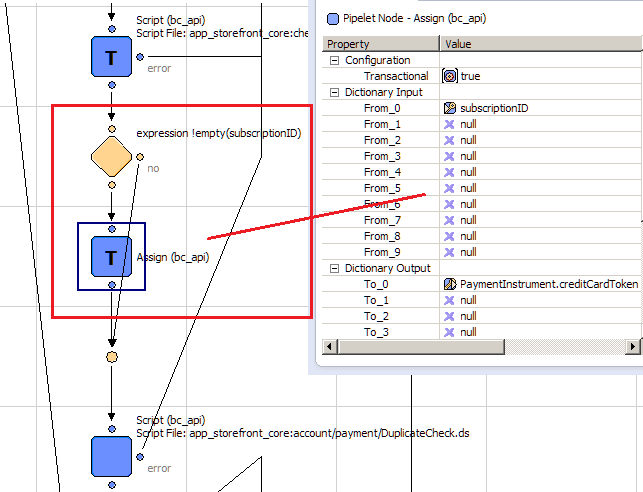 Script (bc_api)
Script File: app_storefront_core:che
T
error
expression !empty(subscriptionID)
no
T
Assign (bc_api)
Script (bc_api)
Script File: app_storefront_core:account/payment/DuplicateCheck.ds
error
Pipelet Node - Assign (bc_api)
Property Value
Configuration
Transactional true
Dictionary Input
From_0 subscriptionID
From_1 null
From_2 null
From_3 null
From_4 null
From_5 null
From_6 null
From_7 null
From_8 null
From_9 null
Dictionary Output
To_0 PaymentInstrument.creditCardToken
To_1 null
To_2 null
To_3 null